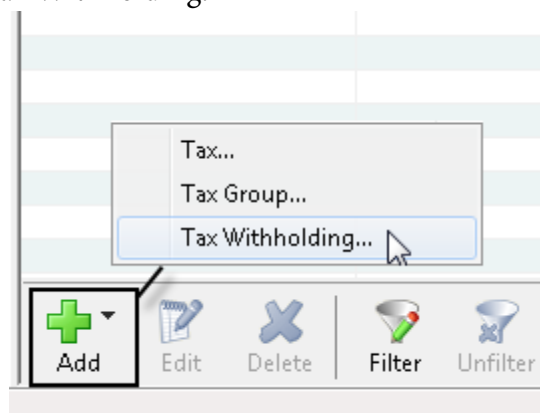 Tax...
Tax Group...
Tax Withholding...
Add Edit Delete Filter Unfilter